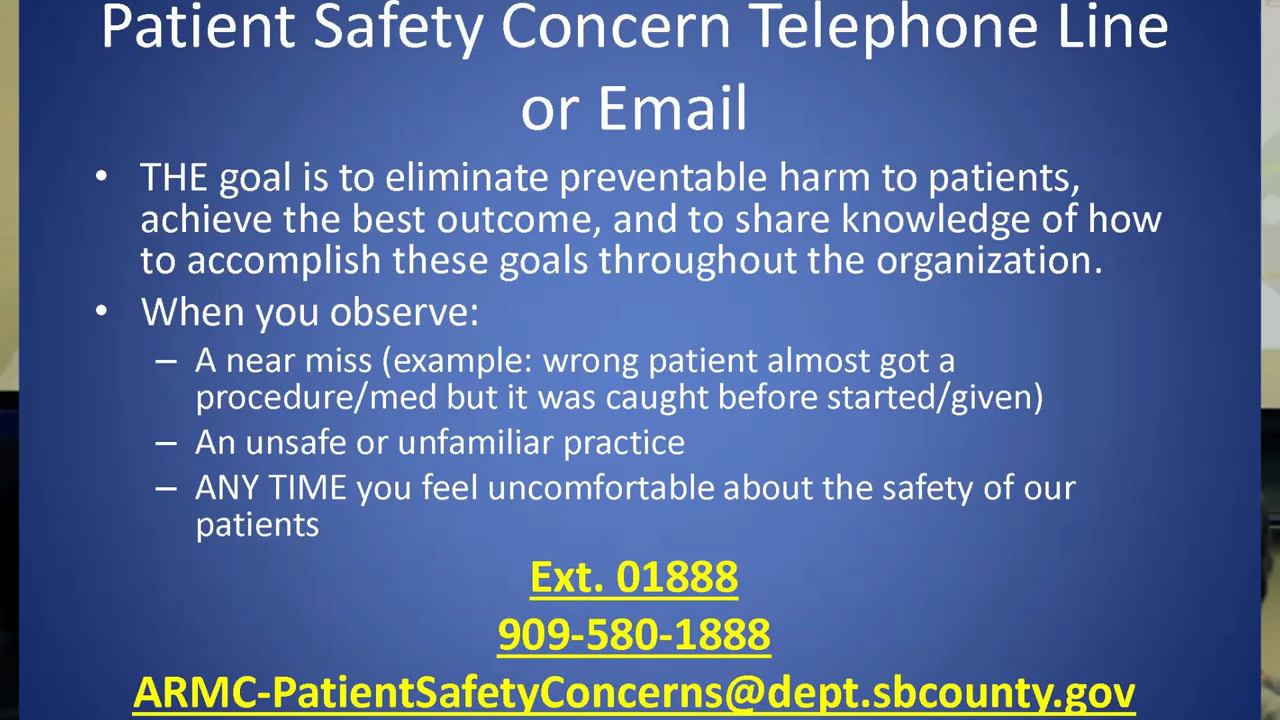 Patient Safety Concern Telephone Line
or Email
• THE goal is to eliminate preventable harm to patients,
achieve the best outcome, and to share knowledge of how
to accomplish these goals throughout the organization.
• When you observe:
– A near miss (example: wrong patient almost got a
procedure/med but it was caught before started/given)
– An unsafe or unfamiliar practice
– ANY TIME you feel uncomfortable about the safety of our
patients
Ext. 01888
909-580-1888
ARMC-PatientSafetyConcerns@dept.sbcounty.gov